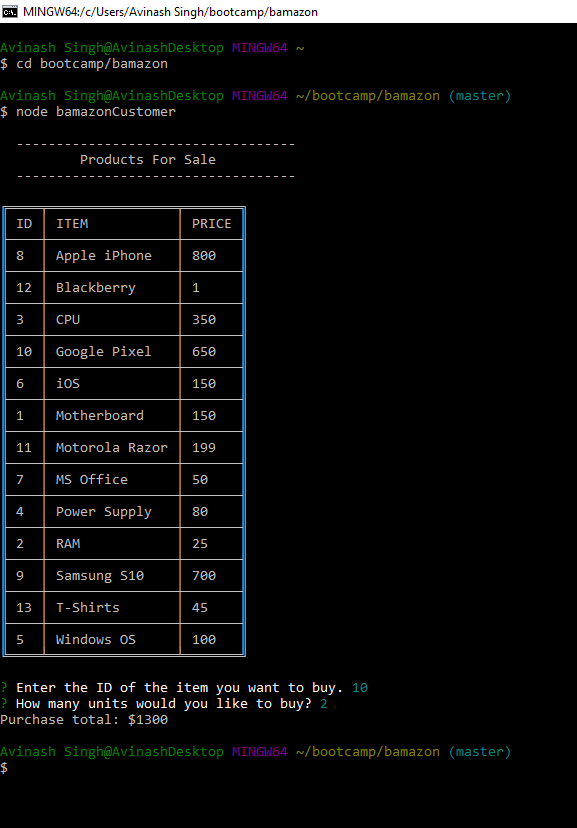 MINGW64:/c/Users/Avinash Singh/bootcamp/bamazon
Avinash Singh@AvinashDesktop MINGW64 ~
$ cd bootcamp/bamazon
Avinash Singh@AvinashDesktop MINGW64 ~/bootcamp/bamazon (master)
$ node bamazonCustomer
-----------------------------------
Products For Sale
-----------------------------------
ID ITEM PRICE
8 Apple iPhone 800
12 Blackberry 1
3 CPU 350
10 Google Pixel 650
6 iOS 150
1 Motherboard 150
11 Motorola Razor 199
7 MS Office 50
4 Power Supply 80
2 RAM 25
9 Samsung S10 700
13 T-Shirts 45
5 Windows OS 100
? Enter the ID of the item you want to buy. 10
? How many units would you like to buy? 2
Purchase total: $1300
Avinash Singh@AvinashDesktop MINGW64 ~/bootcamp/bamazon (master)
$